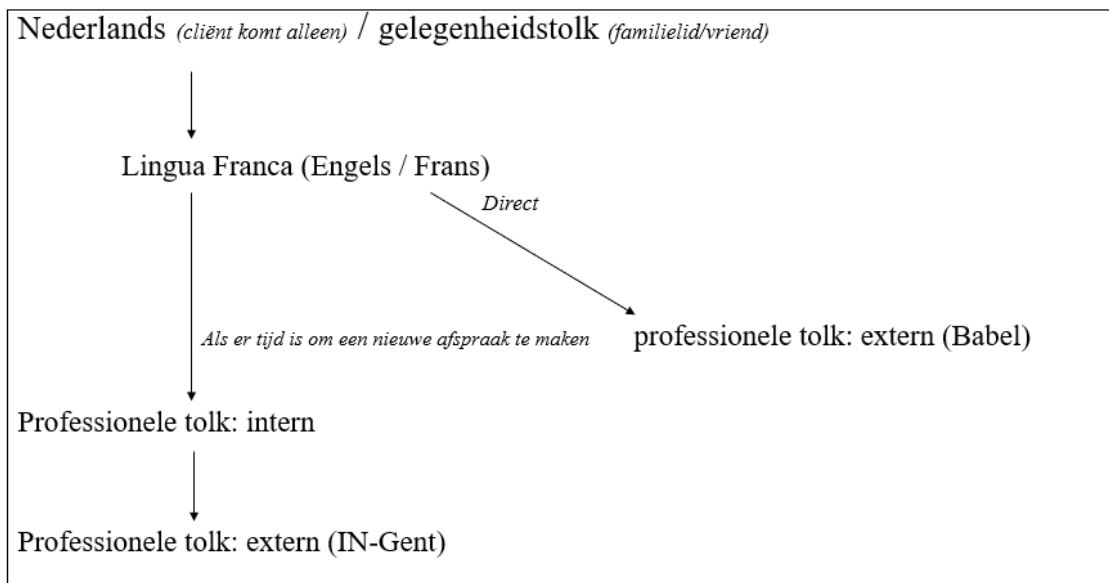 Nederlands (cliënt komt alleen) / gelegenheidstolk (familielid/vriend)
Lingua Franca (Engels / Frans)
Direct
Als er tijd is om een nieuwe afspraak te maken
professionele tolk: extern (Babel)
Professionele tolk: intern
Professionele tolk: extern (IN-Gent)